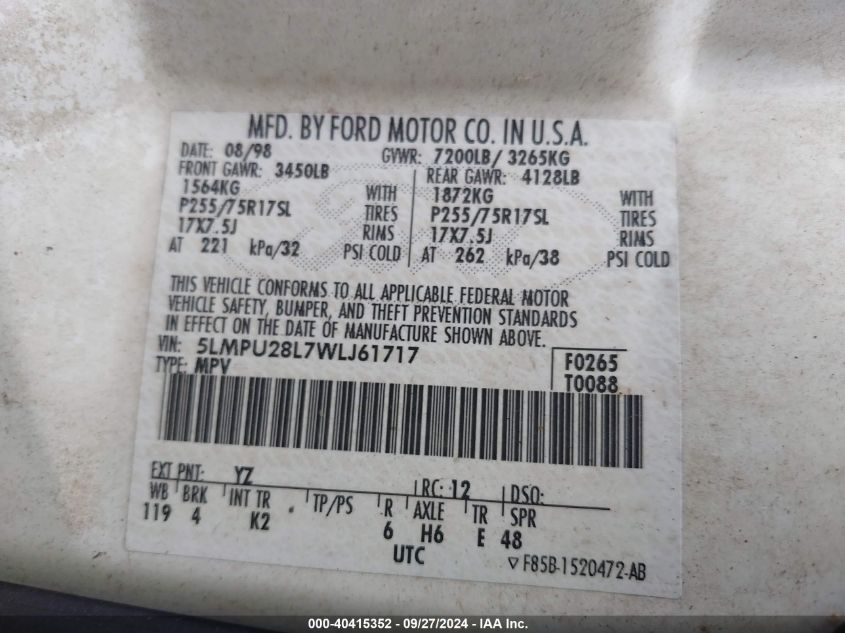 MFD. BY FORD MOTOR CO. IN U.S.A.
DATE: 08/98 GVWR: 7200LB/ 3265KG
FRONT GAWR: 3450LB REAR GAWR: 4128LB
1564KG WITH 1872KG WITH
P255/75R17SL TIRES P255/75R17SL TIRES
17X7.5J RIMS 17X7.5J RIMS
AT 221 kPa/32 PSI COLD AT 262 kPa/38 PSI COLD
THIS VEHICLE CONFORMS TO ALL APPLICABLE FEDERAL MOTOR
VEHICLE SAFETY, BUMPER, AND THEFT PREVENTION STANDARDS
IN EFFECT ON THE DATE OF MANUFACTURE SHOWN ABOVE.
VIN: 5LMPU28L7WLJ61717 F0265
TYPE: MPV T0088
EXT PNT: YZ RC: 12 DSO:
WB BRK INT TR TP/PS R AXLE TR SPR
119 4 K2 6 H6 E 48
UTC F85B-1520472-AB
000-40415352 - 09/27/2024 - IAA Inc.